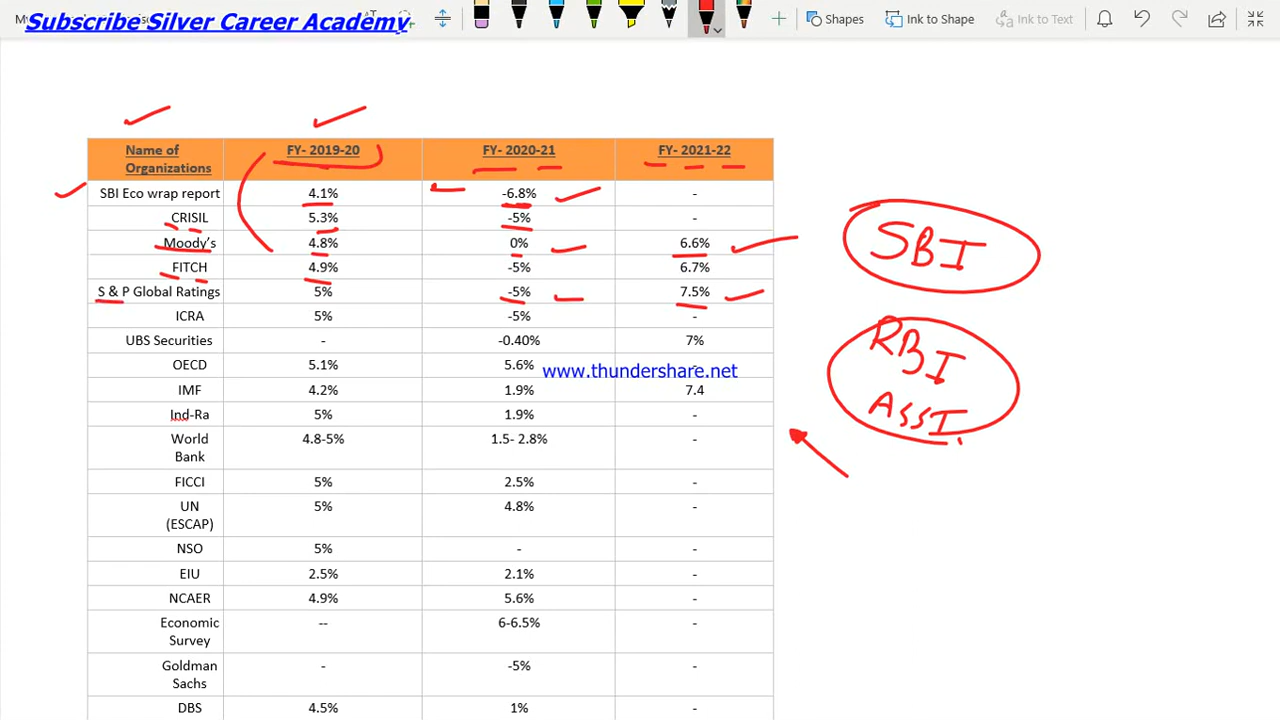 Subscribe Silver Career Academy
Shapes
Ink to Shape
Ink to Text
Name of Organizations FY- 2019-20 FY- 2020-21 FY- 2021-22
SBI Eco wrap report 4.1% -6.8% -
CRISIL 5.3% -5% -
Moody's 4.8% 0% 6.6%
FITCH 4.9% -5% 6.7%
S & P Global Ratings 5% -5% 7.5%
ICRA 5% -5% -
UBS Securities - -0.40% 7%
OECD 5.1% 5.6% -
www.thundershare.net
IMF 4.2% 1.9% 7.4
Ind-Ra 5% 1.9% -
World Bank 4.8-5% 1.5- 2.8% -
FICCI 5% 2.5% -
UN (ESCAP) 5% 4.8% -
NSO 5% - -
EIU 2.5% 2.1% -
NCAER 4.9% 5.6% -
Economic Survey -- 6-6.5% -
Goldman Sachs - -5% -
DBS 4.5% 1% -
SBI
RBI
ASSI